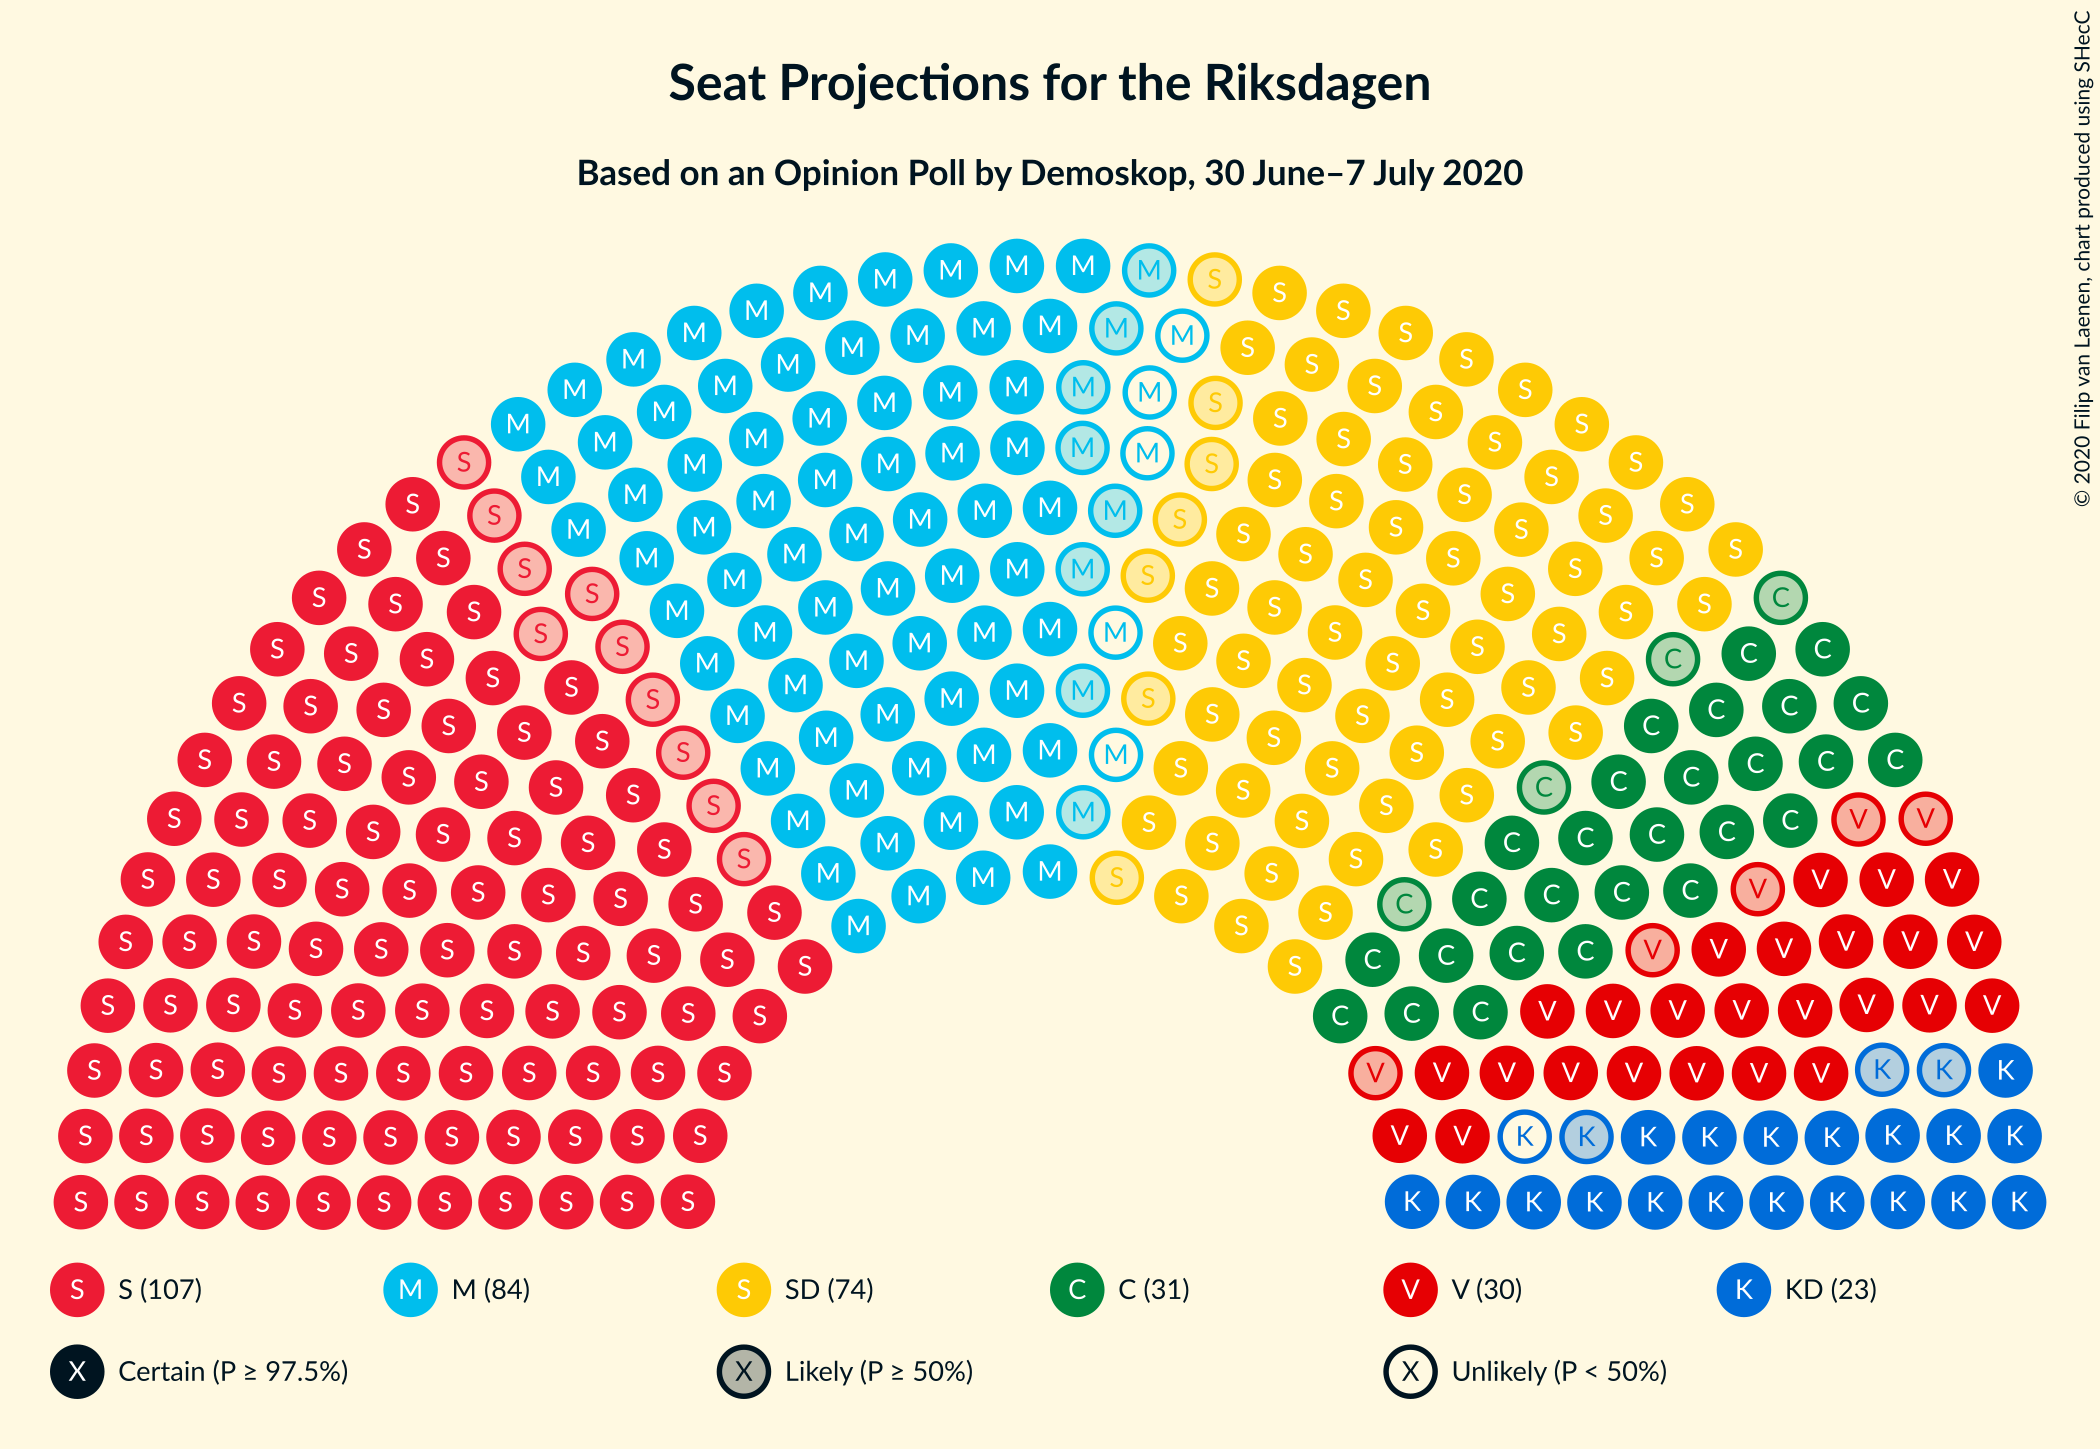 Seat Projections for the Riksdagen
Based on an Opinion Poll by Demoskop, 30 June–7 July 2020
© 2020 Filip van Laenen, chart produced using SHecC
S S (107) M M (84) S SD (74) C C (31) V V (30) K KD (23)
X Certain (P ≥ 97.5%) X Likely (P ≥ 50%) X Unlikely (P < 50%)